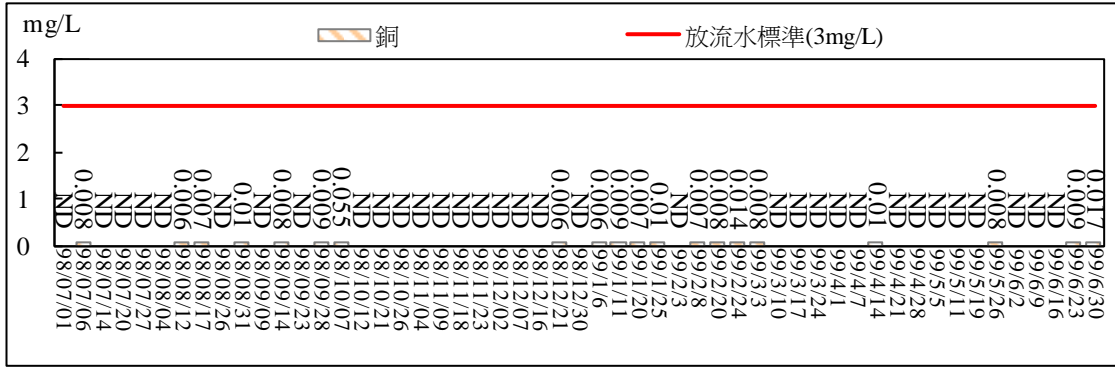 mg/L
銅
放流水標準(3mg/L)
4
3
2
1
0
ND
0.008
ND
ND
ND
ND
0.006
0.007
ND
0.01
ND
0.008
ND
0.009
0.055
ND
ND
ND
ND
ND
ND
ND
ND
ND
ND
0.006
ND
0.006
0.009
0.007
0.01
ND
0.007
0.008
0.014
0.008
ND
ND
ND
ND
ND
0.01
ND
ND
ND
ND
ND
0.008
ND
ND
ND
0.009
0.017
98/07/01
98/07/06
98/07/14
98/07/20
98/07/27
98/08/04
98/08/12
98/08/17
98/08/26
98/08/31
98/09/09
98/09/14
98/09/23
98/09/28
98/10/07
98/10/12
98/10/21
98/10/26
98/11/04
98/11/09
98/11/18
98/11/23
98/12/02
98/12/07
98/12/16
98/12/21
98/12/30
99/1/6
99/1/11
99/1/20
99/1/25
99/2/3
99/2/8
99/2/20
99/2/24
99/3/3
99/3/10
99/3/17
99/3/24
99/4/1
99/4/7
99/4/14
99/4/21
99/4/28
99/5/5
99/5/11
99/5/19
99/5/26
99/6/2
99/6/9
99/6/16
99/6/23
99/6/30